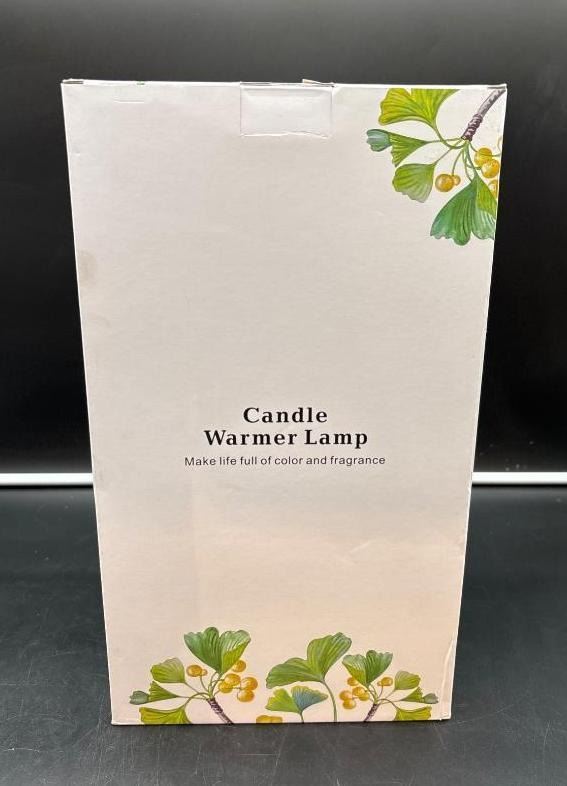 Candle
Warmer Lamp
Make life full of color and fragrance